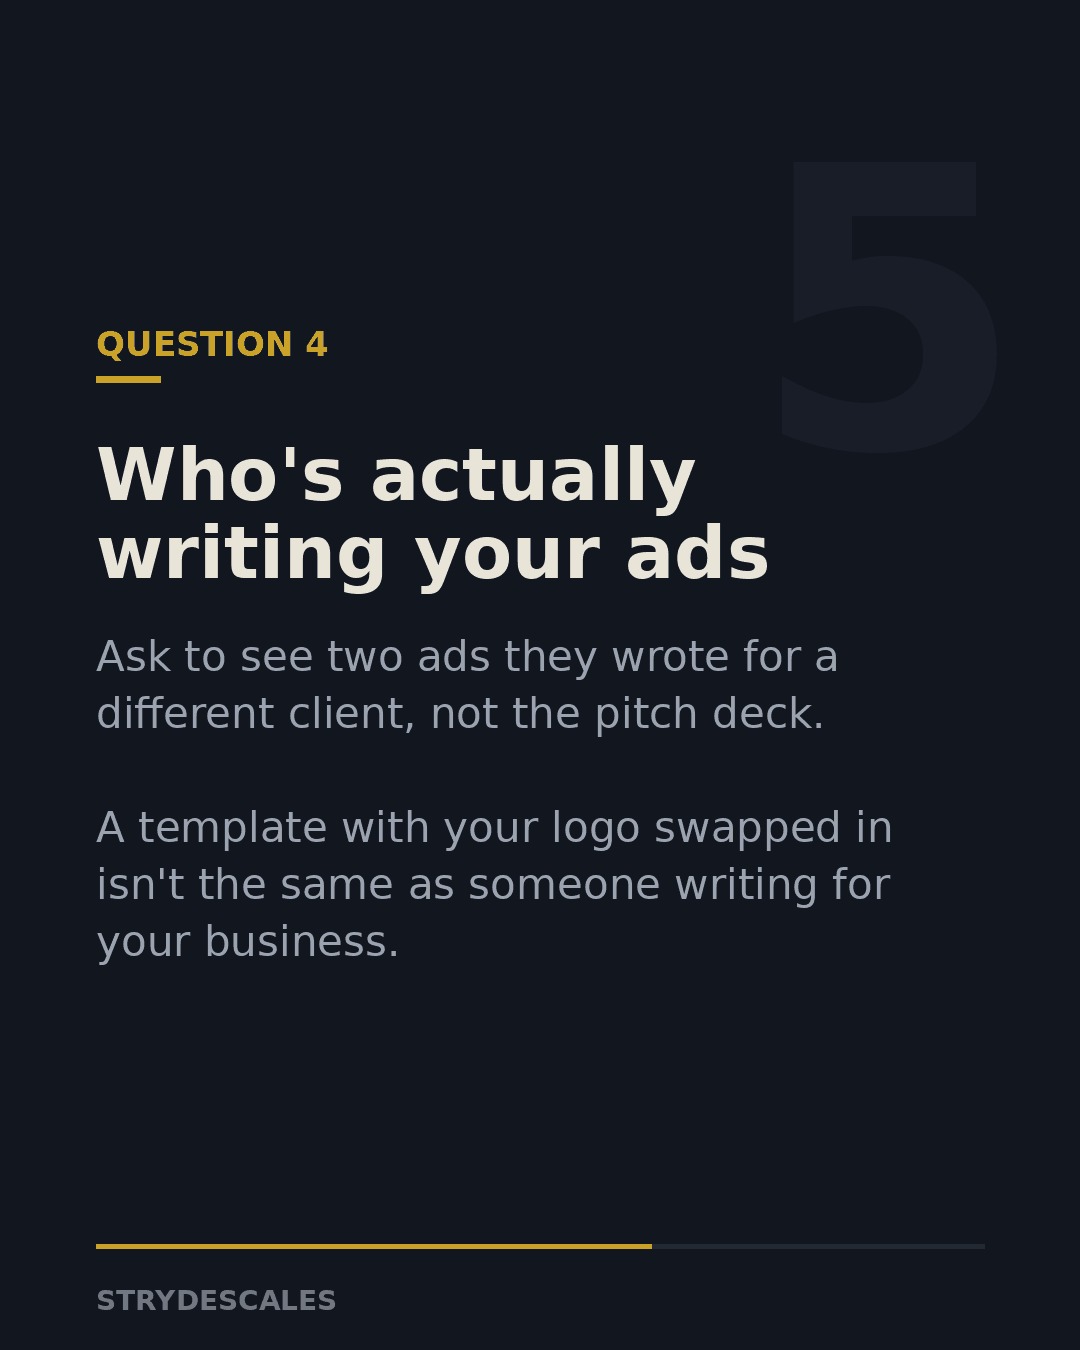 5
QUESTION 4
Who's actually
writing your ads
Ask to see two ads they wrote for a
different client, not the pitch deck.
A template with your logo swapped in
isn't the same as someone writing for
your business.
STRYDESCALES